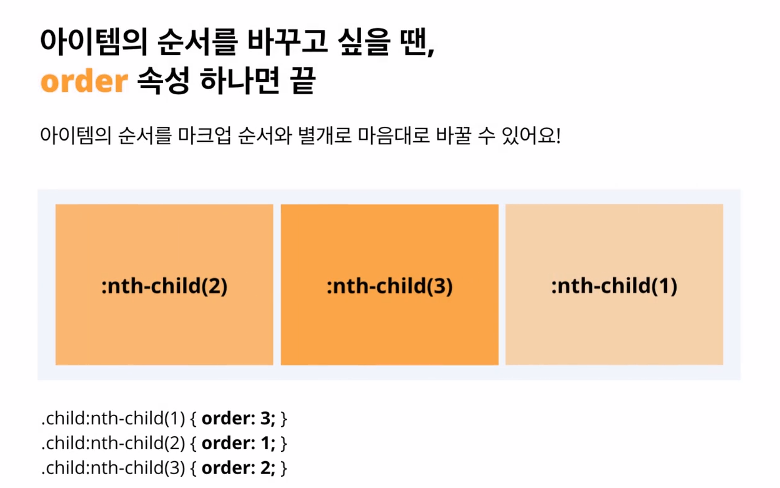 아이템의 순서를 바꾸고 싶을 땐,
order 속성 하나면 끝
아이템의 순서를 마크업 순서와 별개로 마음대로 바꿀 수 있어요!
:nth-child(2)
:nth-child(3)
:nth-child(1)
.child:nth-child(1) { order: 3; }
.child:nth-child(2) { order: 1; }
.child:nth-child(3) { order: 2; }